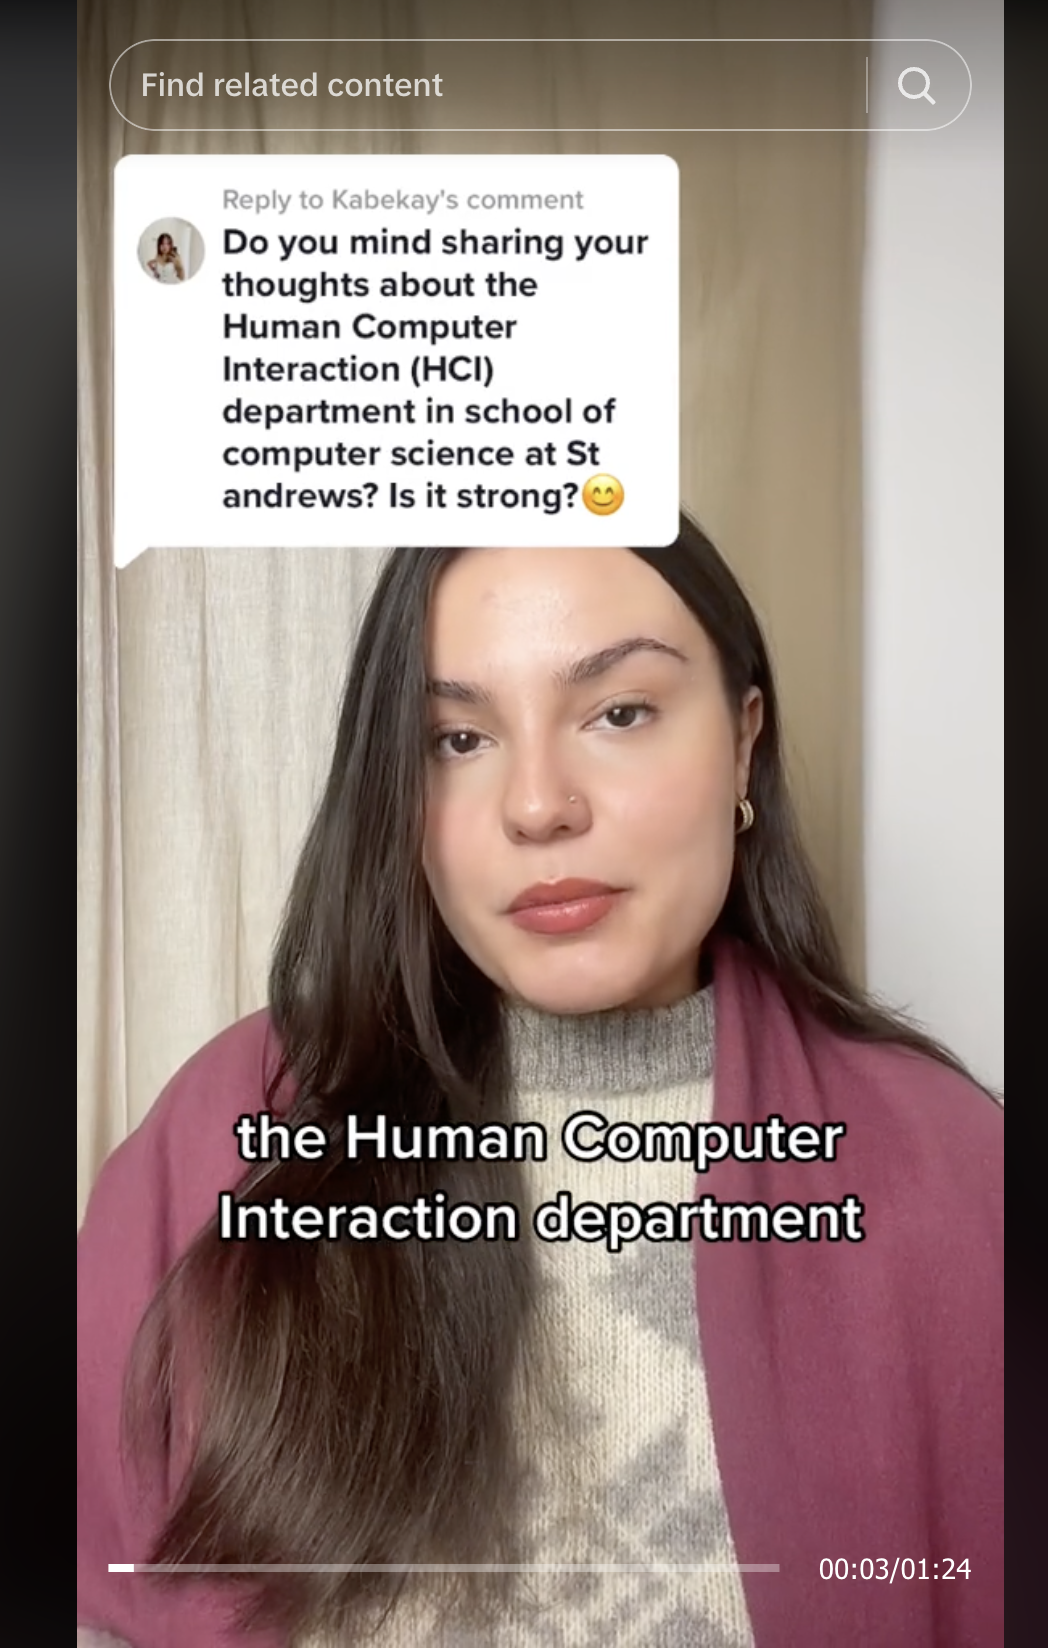 Find related content
Reply to Kabekay's comment
Do you mind sharing your
thoughts about the
Human Computer
Interaction (HCI)
department in school of
computer science at St
andrews? Is it strong?😊
the Human Computer
Interaction department
00:03/01:24